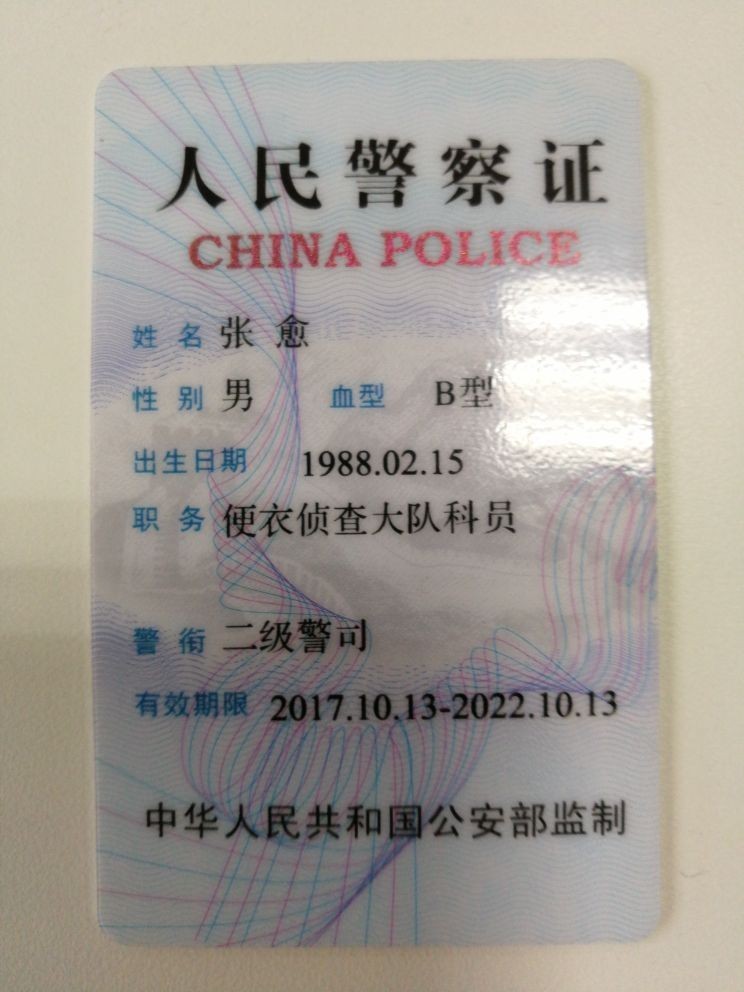 人民警察证
CHINA POLICE
姓名 张愈
性别 男 血型 B型
出生日期 1988.02.15
职务 便衣侦查大队科员
警衔 二级警司
有效期限 2017.10.13-2022.10.13
中华人民共和国公安部监制